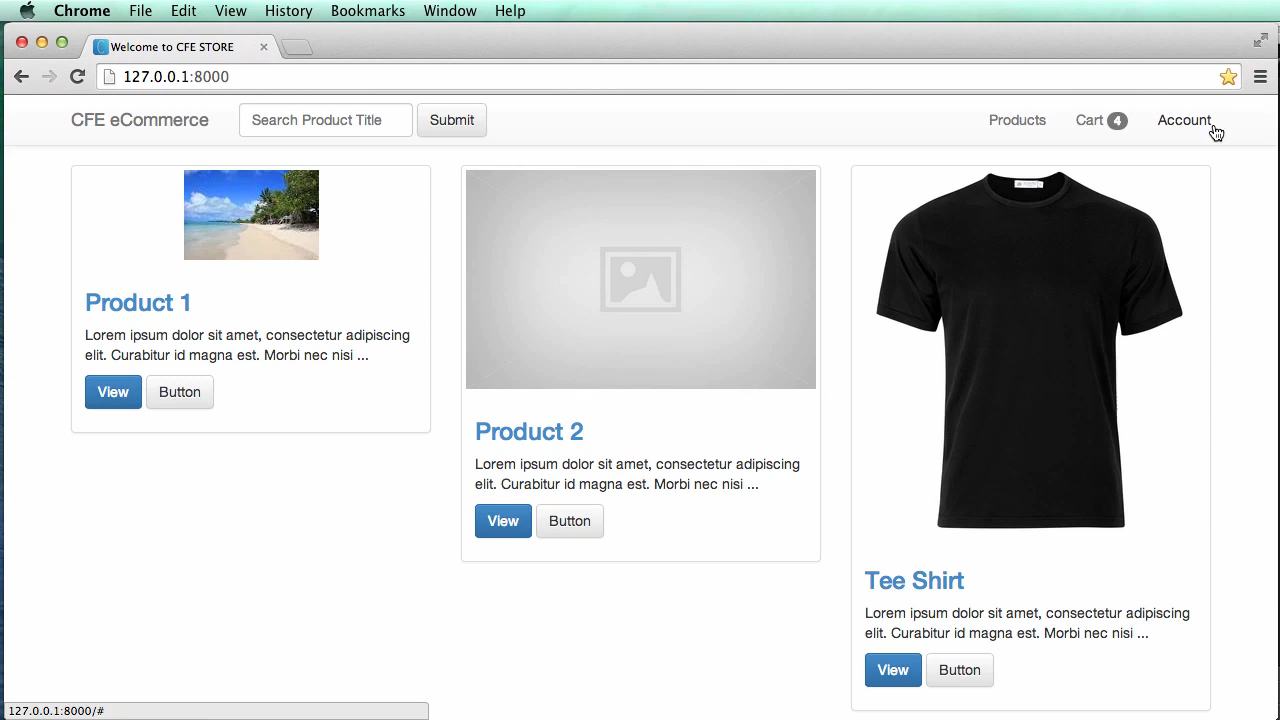 Chrome File Edit View History Bookmarks Window Help
Welcome to CFE STORE
127.0.0.1:8000
CFE eCommerce Search Product Title Submit Products Cart 4 Account
Product 1
Lorem ipsum dolor sit amet, consectetur adipiscing
elit. Curabitur id magna est. Morbi nec nisi ...
View Button
Product 2
Lorem ipsum dolor sit amet, consectetur adipiscing
elit. Curabitur id magna est. Morbi nec nisi ...
View Button
Tee Shirt
Lorem ipsum dolor sit amet, consectetur adipiscing
elit. Curabitur id magna est. Morbi nec nisi ...
View Button
127.0.0.1:8000/#